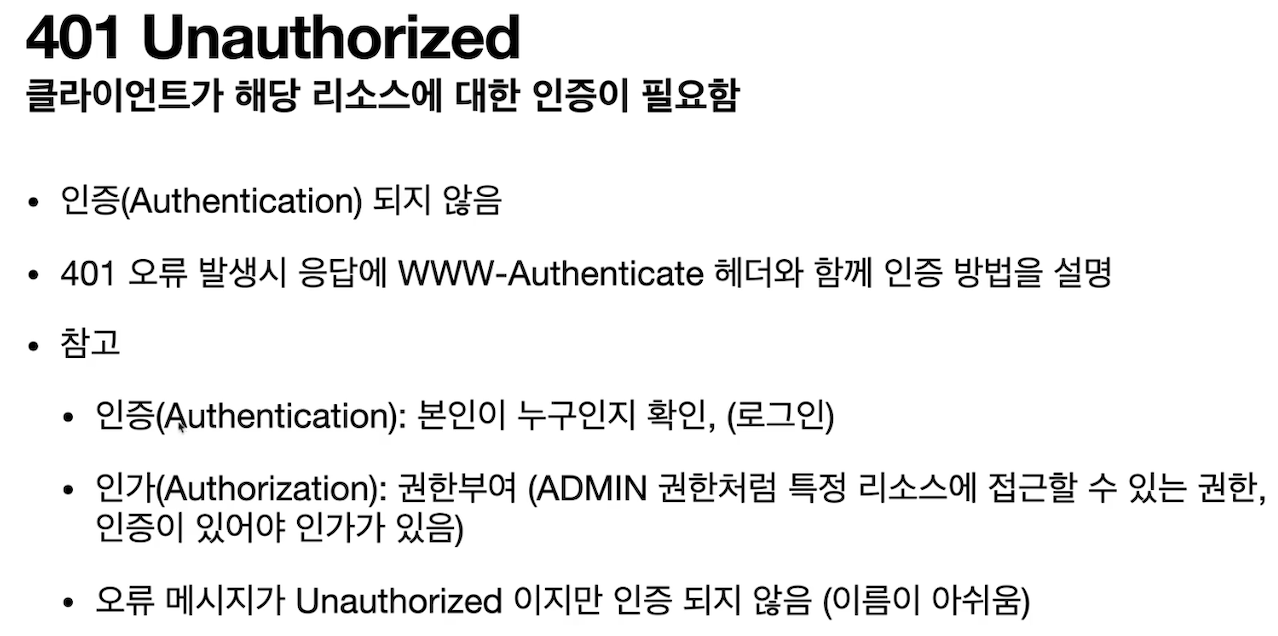 401 Unauthorized
클라이언트가 해당 리소스에 대한 인증이 필요함
• 인증(Authentication) 되지 않음
• 401 오류 발생시 응답에 WWW-Authenticate 헤더와 함께 인증 방법을 설명
• 참고
• 인증(Authentication): 본인이 누구인지 확인, (로그인)
• 인가(Authorization): 권한부여 (ADMIN 권한처럼 특정 리소스에 접근할 수 있는 권한,
인증이 있어야 인가가 있음)
• 오류 메시지가 Unauthorized 이지만 인증 되지 않음 (이름이 아쉬움)